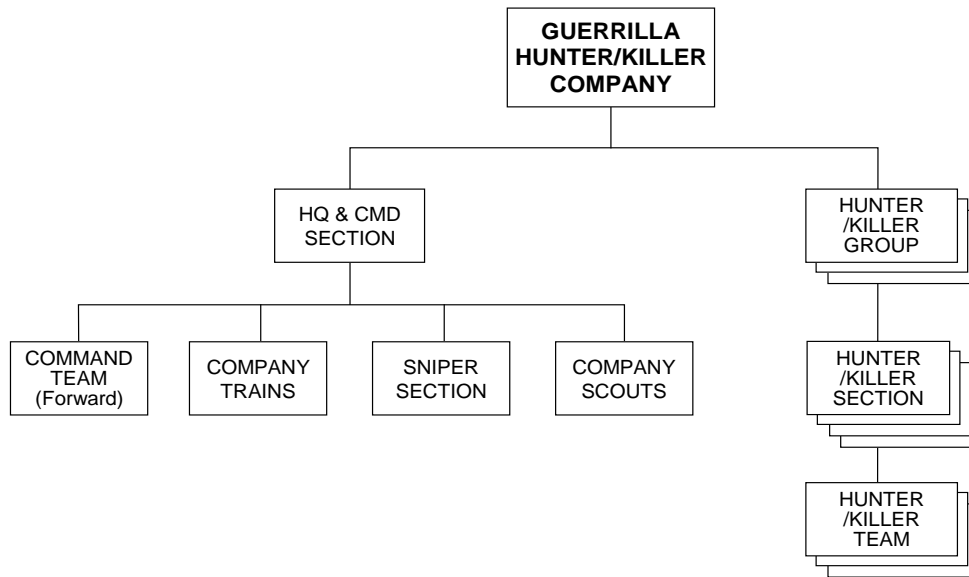 GUERRILLA
HUNTER/KILLER
COMPANY
HQ & CMD
SECTION
HUNTER
/KILLER
GROUP
COMMAND
TEAM
(Forward)
COMPANY
TRAINS
SNIPER
SECTION
COMPANY
SCOUTS
HUNTER
/KILLER
SECTION
HUNTER
/KILLER
TEAM